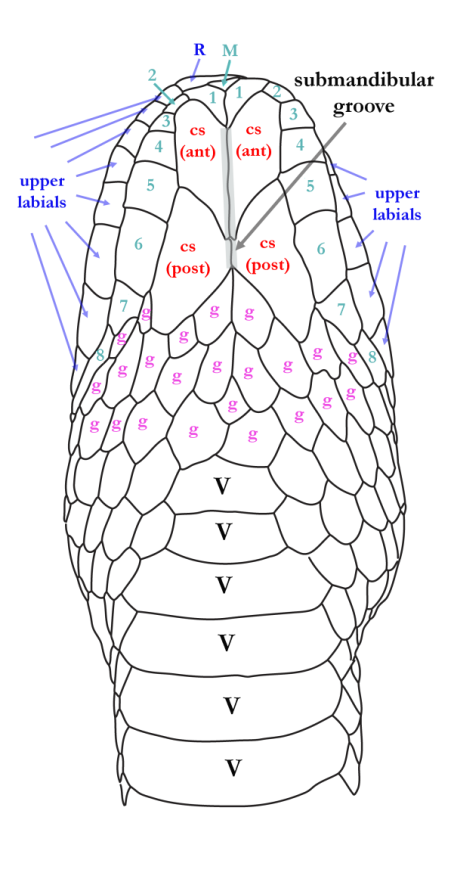 R M
2
submandibular
groove
1 1 2
3 3
cs
(ant)
cs
(ant)
4 4
upper
labials
5 5
upper
labials
6 6
cs
(post)
cs
(post)
7 7
g g g
g g g g g
8 8
g g g g g
g g g g
g g g g g
V
V
V
V
V
V